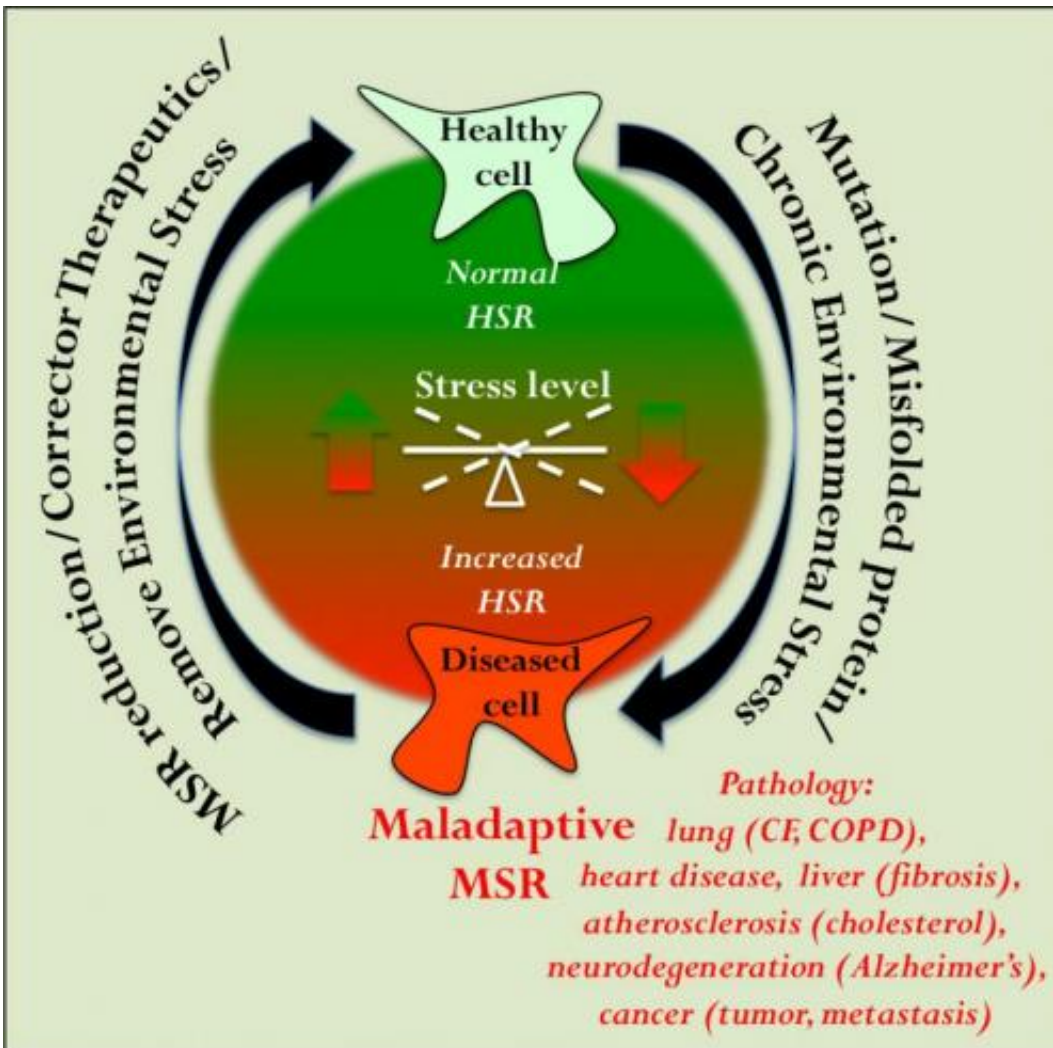 Healthy
cell
Normal
HSR
Stress level
Increased
HSR
Diseased
cell
MSR reduction/Corrector Therapeutics/
Remove Environmental Stress
Mutation/Misfolded protein/
Chronic Environmental Stress
Maladaptive
MSR
Pathology:
lung (CF, COPD),
heart disease, liver (fibrosis),
atherosclerosis (cholesterol),
neurodegeneration (Alzheimer's),
cancer (tumor, metastasis)